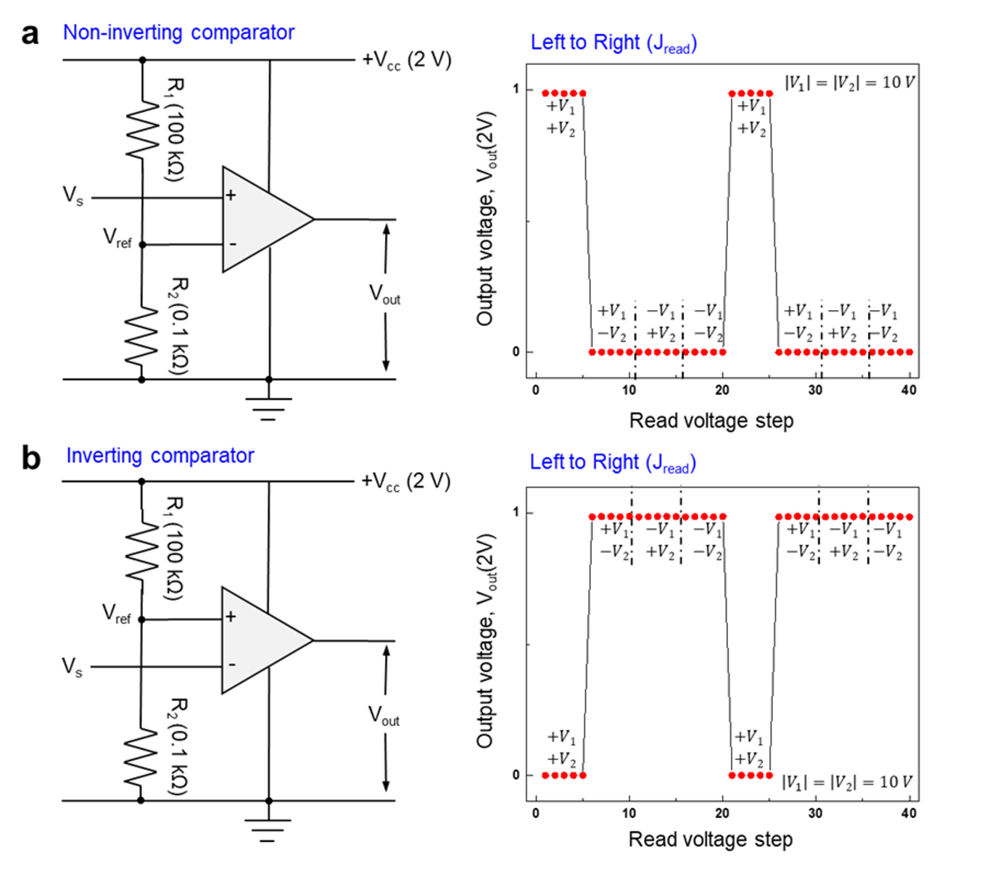 a
Non-inverting comparator
+Vcc (2 V)
R1 (100 kΩ)
Vs
+
Vref
-
R2 (0.1 kΩ)
Vout
Left to Right (Jread)
|V1| = |V2| = 10 V
Output voltage, Vout(2V)
1
0
+V1
+V2
+V1
+V2
+V1
−V2
−V1
+V2
−V1
−V2
+V1
−V2
−V1
+V2
−V1
−V2
0 10 20 30 40
Read voltage step
b
Inverting comparator
+Vcc (2 V)
R1 (100 kΩ)
Vref
+
Vs
-
R2 (0.1 kΩ)
Vout
Left to Right (Jread)
Output voltage, Vout(2V)
1
0
+V1
−V2
−V1
+V2
−V1
−V2
+V1
−V2
−V1
+V2
−V1
−V2
+V1
+V2
+V1
+V2
|V1| = |V2| = 10 V
0 10 20 30 40
Read voltage step